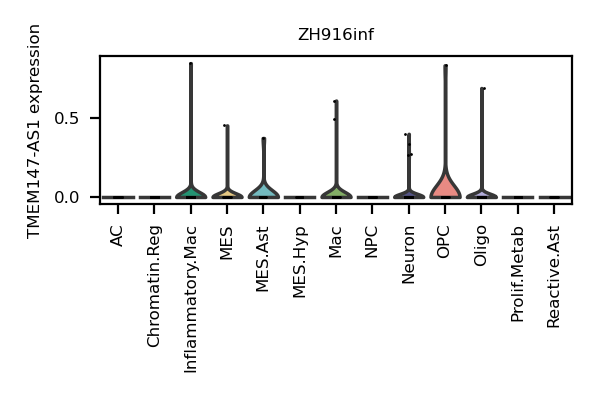 ZH916inf
TMEM147-AS1 expression
0.5
0.0
AC
Chromatin.Reg
Inflammatory.Mac
MES
MES.Ast
MES.Hyp
Mac
NPC
Neuron
OPC
Oligo
Prolif.Metab
Reactive.Ast